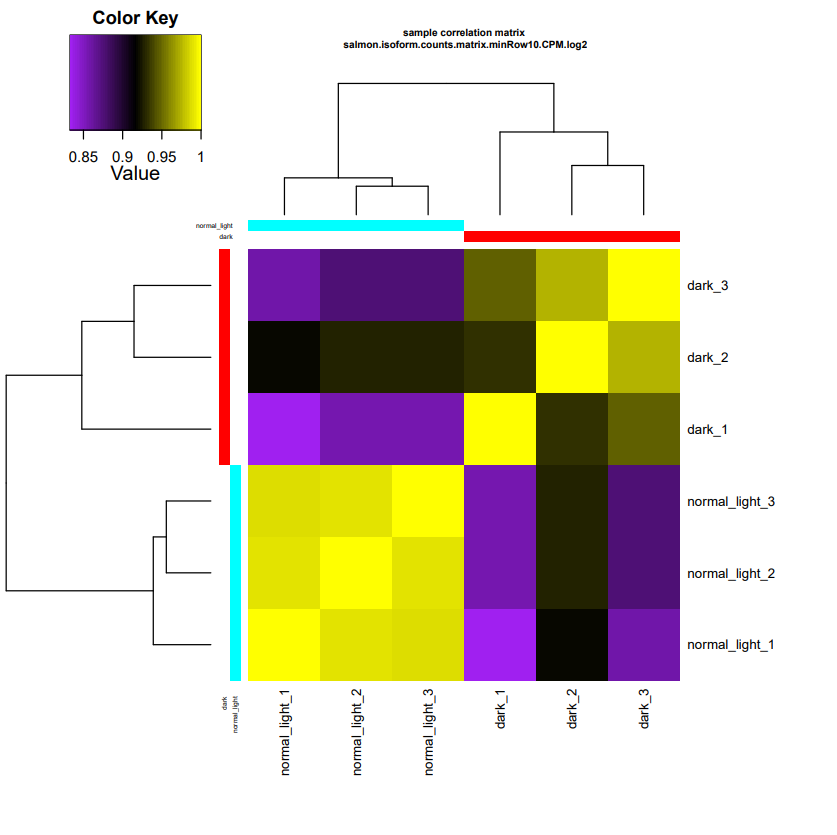 Color Key
0.85 0.9 0.95 1
Value
sample correlation matrix
salmon.isoform.counts.matrix.minRow10.CPM.log2
normal_light
dark
dark_3
dark_2
dark_1
normal_light_3
normal_light_2
normal_light_1
dark
normal_light
normal_light_1
normal_light_2
normal_light_3
dark_1
dark_2
dark_3